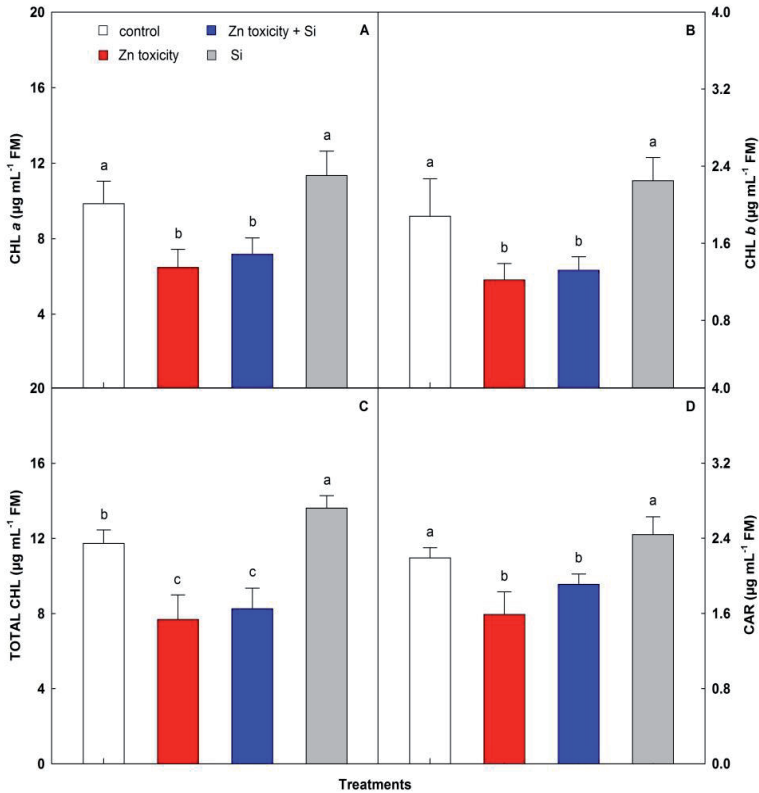 20
16
12
8
4
CHL a (µg mL-1 FM)
control
Zn toxicity
Zn toxicity + Si
Si
A
a
b
b
a
B
a
b
b
a
4.0
3.2
2.4
1.6
0.8
CHL b (µg mL-1 FM)
20
16
12
8
4
0
TOTAL CHL (µg mL-1 FM)
C
b
c
c
a
D
a
b
b
a
4.0
3.2
2.4
1.6
0.8
0.0
CAR (µg mL-1 FM)
Treatments